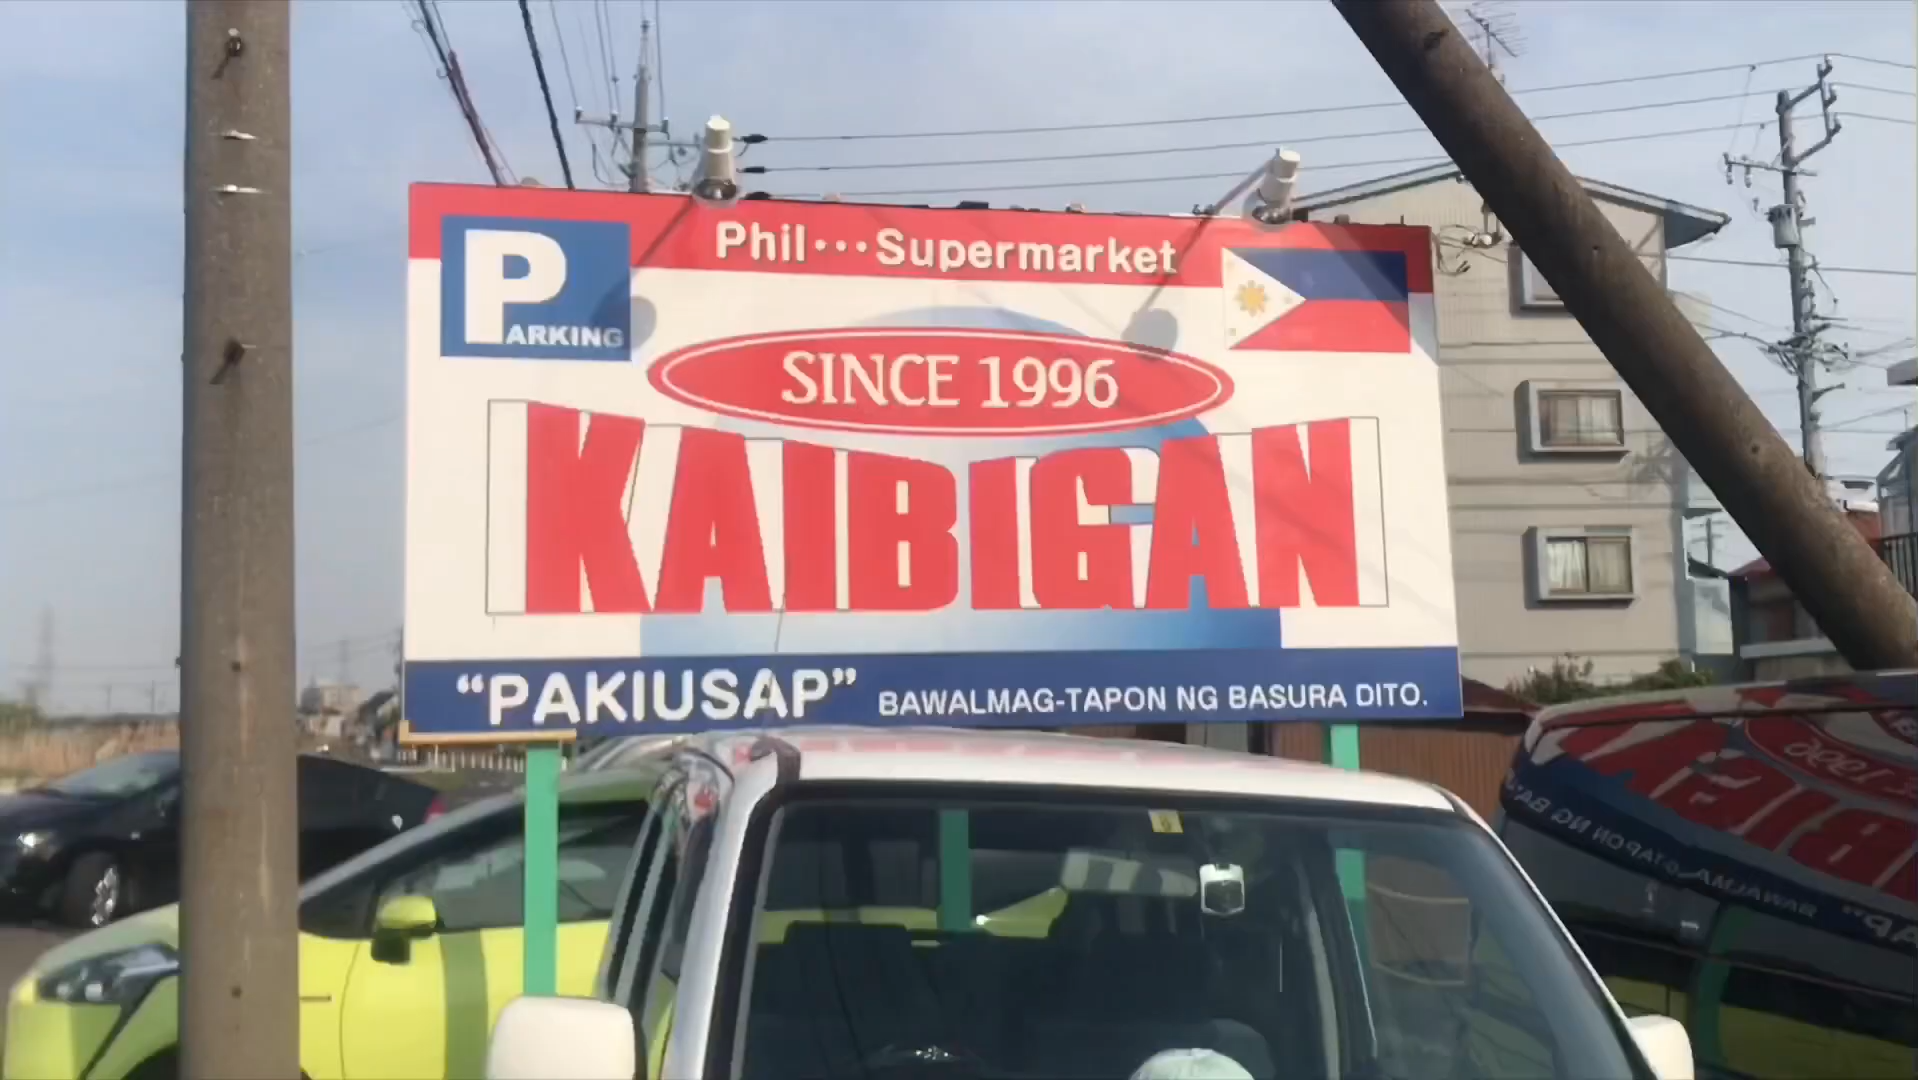 Phil···Supermarket
PARKING
SINCE 1996
KAIBIGAN
“PAKIUSAP” BAWALMAG-TAPON NG BASURA DITO.